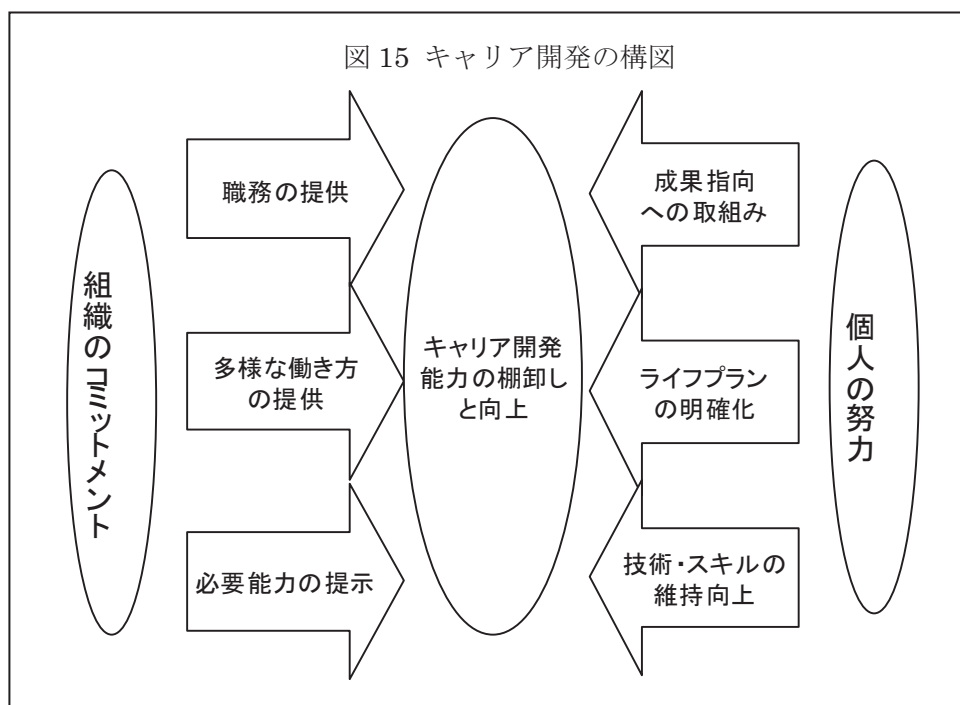 図 15 キャリア開発の構図
組織のコミットメント
職務の提供
多様な働き方
の提供
必要能力の提示
キャリア開発
能力の棚卸し
と向上
成果指向
への取組み
ライフプラン
の明確化
技術・スキルの
維持向上
個人の努力